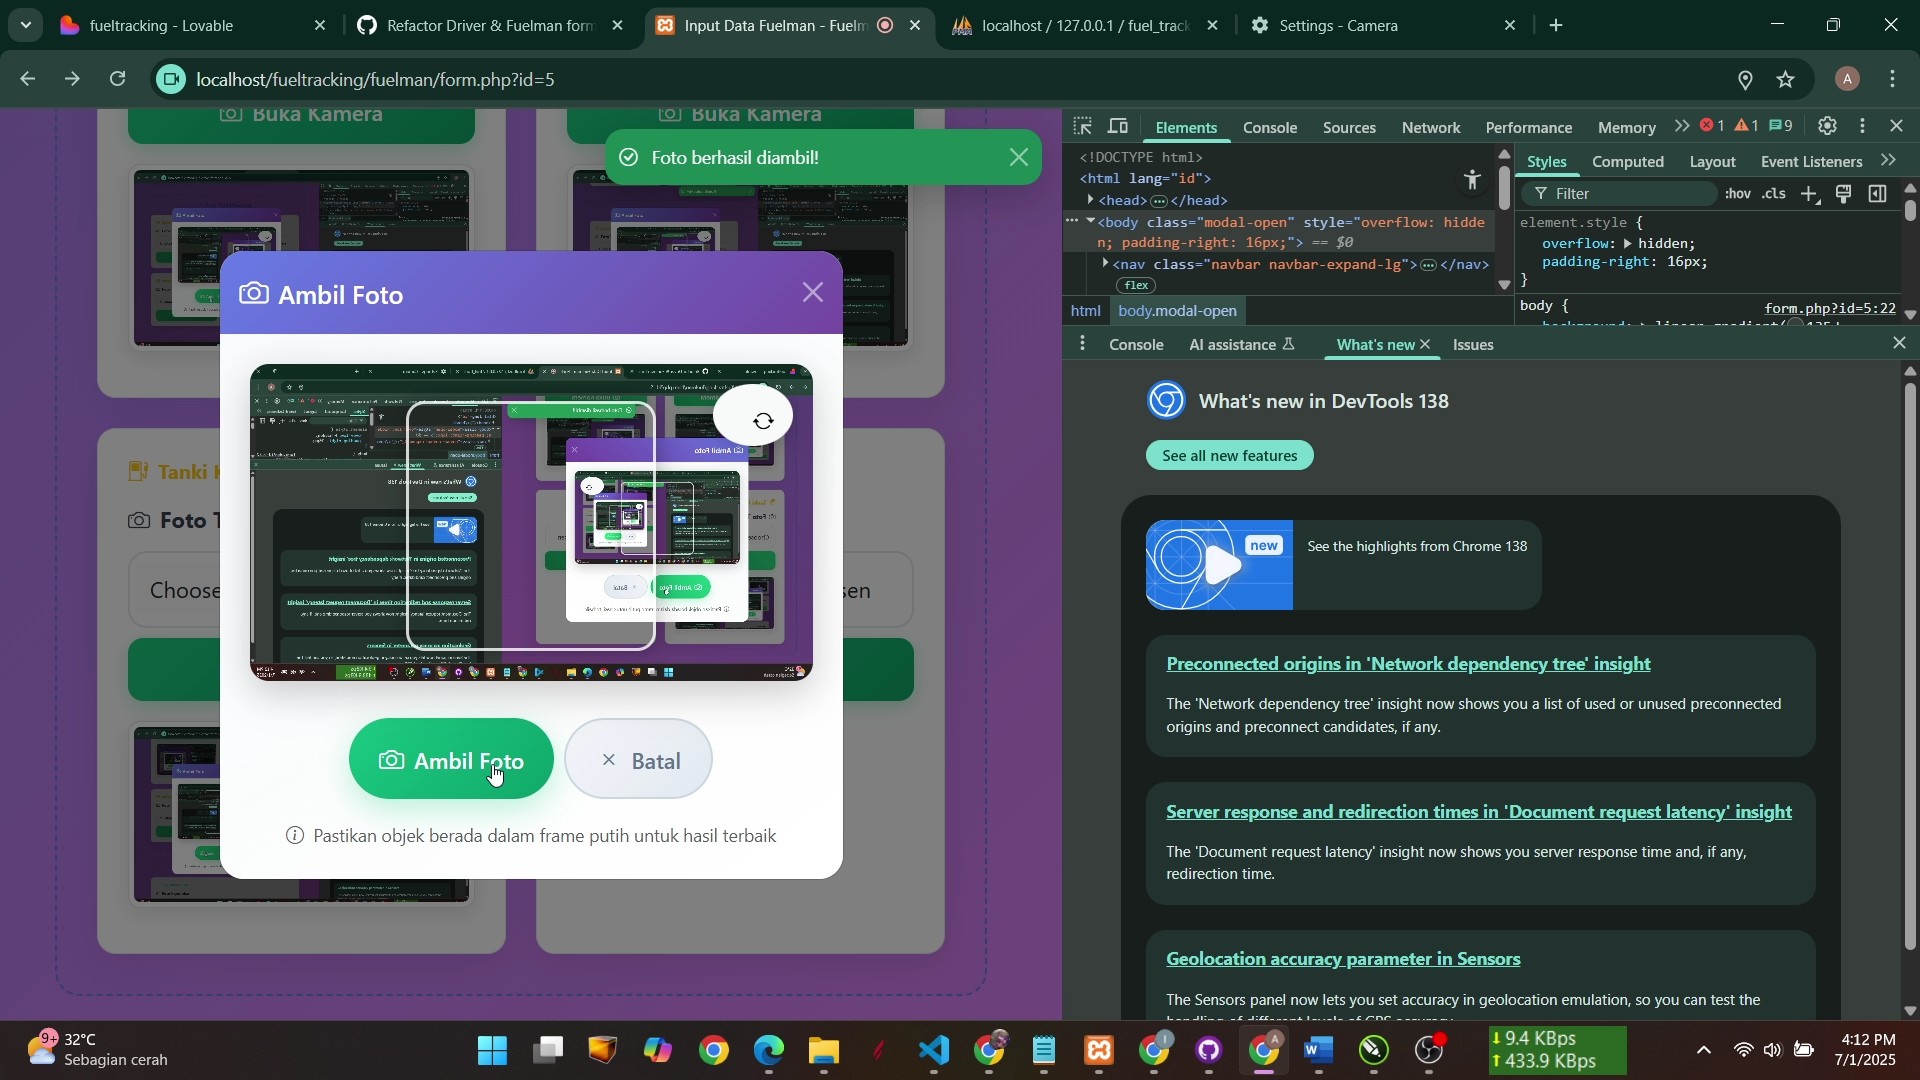 fueltracking - Lovable
Refactor Driver & Fuelman form
Input Data Fuelman - Fuelm
localhost / 127.0.0.1 / fuel_track
Settings - Camera
localhost/fueltracking/fuelman/form.php?id=5
A
Buka Kamera
Buka Kamera
Foto berhasil diambil!
Ambil Foto
Tanki K
Foto T
Choose
sen
Ambil Foto
Batal
Pastikan objek berada dalam frame putih untuk hasil terbaik
Elements
Console
Sources
Network
Performance
Memory
1
1
9
<!DOCTYPE html>
<html lang="id">
<head>
</head>
<body class="modal-open" style="overflow: hidde
n; padding-right: 16px;"> == $0
<nav class="navbar navbar-expand-lg">
</nav>
flex
html
body.modal-open
Styles
Computed
Layout
Event Listeners
Filter
:hov
.cls
element.style {
overflow: hidden;
padding-right: 16px;
}
body {
form.php?id=5:22
Console
AI assistance
What's new
Issues
What's new in DevTools 138
See all new features
new
See the highlights from Chrome 138
Preconnected origins in 'Network dependency tree' insight
The 'Network dependency tree' insight now shows you a list of used or unused preconnected
origins and preconnect candidates, if any.
Server response and redirection times in 'Document request latency' insight
The 'Document request latency' insight now shows you server response time and, if any,
redirection time.
Geolocation accuracy parameter in Sensors
The Sensors panel now lets you set accuracy in geolocation emulation, so you can test the
9+
32°C
Sebagian cerah
9.4 KBps
433.9 KBps
4:12 PM
7/1/2025